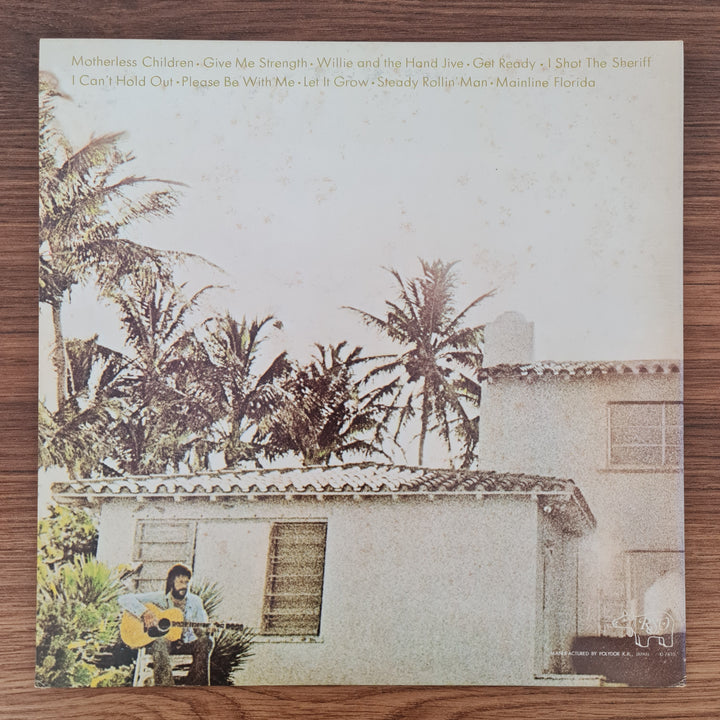 Motherless Children • Give Me Strength • Willie and the Hand Jive • Get Ready • I Shot The Sheriff
I Can't Hold Out • Please Be With Me • Let It Grow • Steady Rollin' Man • Mainline Florida
RSO
MANUFACTURED BY POLYDOR K.K., JAPAN